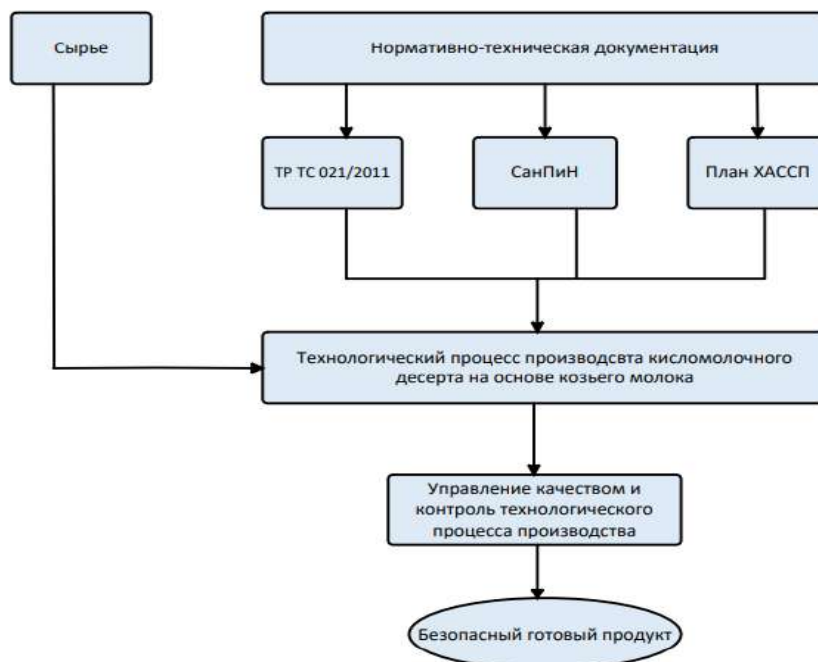 Сырье
Нормативно-техническая документация
ТР ТС 021/2011
СанПиН
План ХАССП
Технологический процесс производсвта кисломолочного
десерта на основе козьего молока
Управление качеством и
контроль технологического
процесса производства
Безопасный готовый продукт